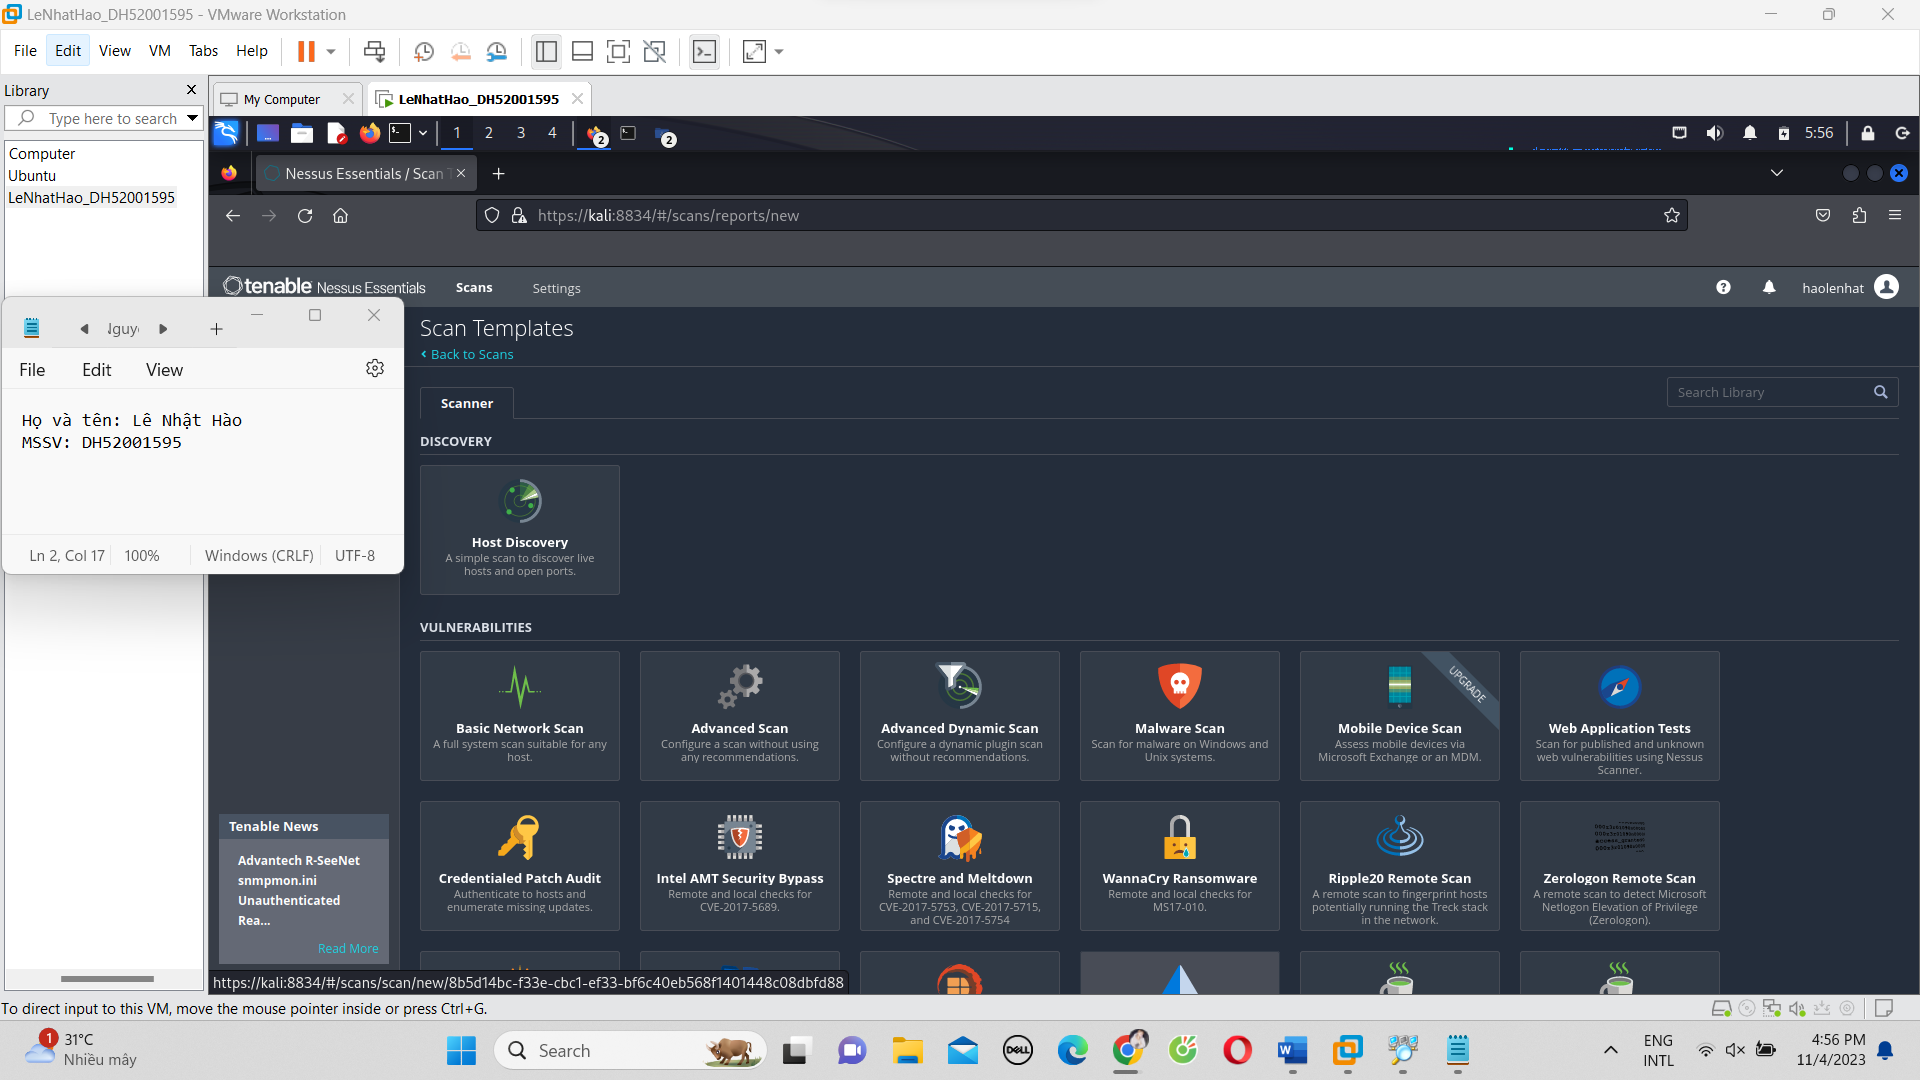 LeNhatHao_DH52001595 - VMware Workstation
File Edit View VM Tabs Help
Library
Type here to search
Computer
Ubuntu
LeNhatHao_DH52001595
My Computer
LeNhatHao_DH52001595
1 2 3 4 2 2 5:56
Nessus Essentials / Scan
https://kali:8834/#/scans/reports/new
tenable Nessus Essentials Scans Settings haolenhat
File Edit View
Họ và tên: Lê Nhật Hào
MSSV: DH52001595
Ln 2, Col 17 100% Windows (CRLF) UTF-8
Scan Templates
Back to Scans
Scanner
Search Library
DISCOVERY
Host Discovery
A simple scan to discover live
hosts and open ports.
VULNERABILITIES
Basic Network Scan
A full system scan suitable for any
host.
Advanced Scan
Configure a scan without using
any recommendations.
Advanced Dynamic Scan
Configure a dynamic plugin scan
without recommendations.
Malware Scan
Scan for malware on Windows and
Unix systems.
UPGRADE
Mobile Device Scan
Assess mobile devices via
Microsoft Exchange or an MDM.
Web Application Tests
Scan for published and unknown
web vulnerabilities using Nessus
Scanner.
Credentialed Patch Audit
Authenticate to hosts and
enumerate missing updates.
Intel AMT Security Bypass
Remote and local checks for
CVE-2017-5689.
Spectre and Meltdown
Remote and local checks for
CVE-2017-5753, CVE-2017-5715,
and CVE-2017-5754
WannaCry Ransomware
Remote and local checks for
MS17-010.
Ripple20 Remote Scan
A remote scan to fingerprint hosts
potentially running the Treck stack
in the network.
Zerologon Remote Scan
A remote scan to detect Microsoft
Netlogon Elevation of Privilege
(Zerologon).
Tenable News
Advantech R-SeeNet
snmpmon.ini
Unauthenticated
Rea...
Read More
https://kali:8834/#/scans/scan/new/8b5d14bc-f33e-cbc1-ef33-bf6c40eb568f1401448c08dbfd88
To direct input to this VM, move the mouse pointer inside or press Ctrl+G.
1
31°C
Nhiều mây
Search
DELL
ENG
INTL
4:56 PM
11/4/2023